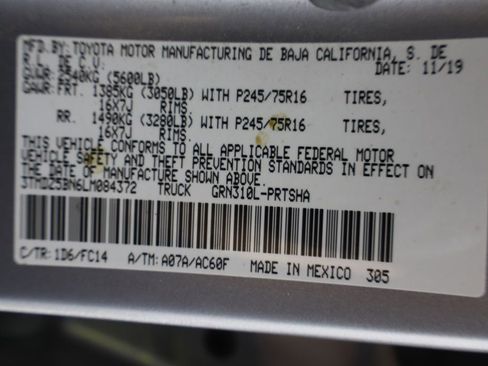 MFD.BY: TOYOTA MOTOR MANUFACTURING DE BAJA CALIFORNIA, S. DE
R.L. DE C.V. DATE: 11/19
GVWR: 2540KG (5600LB)
GAWR: FRT. 1385KG (3050LB) WITH P245/75R16 TIRES,
16X7J RIMS.
RR. 1490KG (3280LB) WITH P245/75R16 TIRES,
16X7J RIMS.
THIS VEHICLE CONFORMS TO ALL APPLICABLE FEDERAL MOTOR
VEHICLE SAFETY AND THEFT PREVENTION STANDARDS IN EFFECT ON
THE DATE OF MANUFACTURE SHOWN ABOVE.
3TMDZ5BN6LM084372 TRUCK GRN310L-PRTSHA
C/TR: 1D6/FC14 A/TM: A07A/AC60F MADE IN MEXICO 305